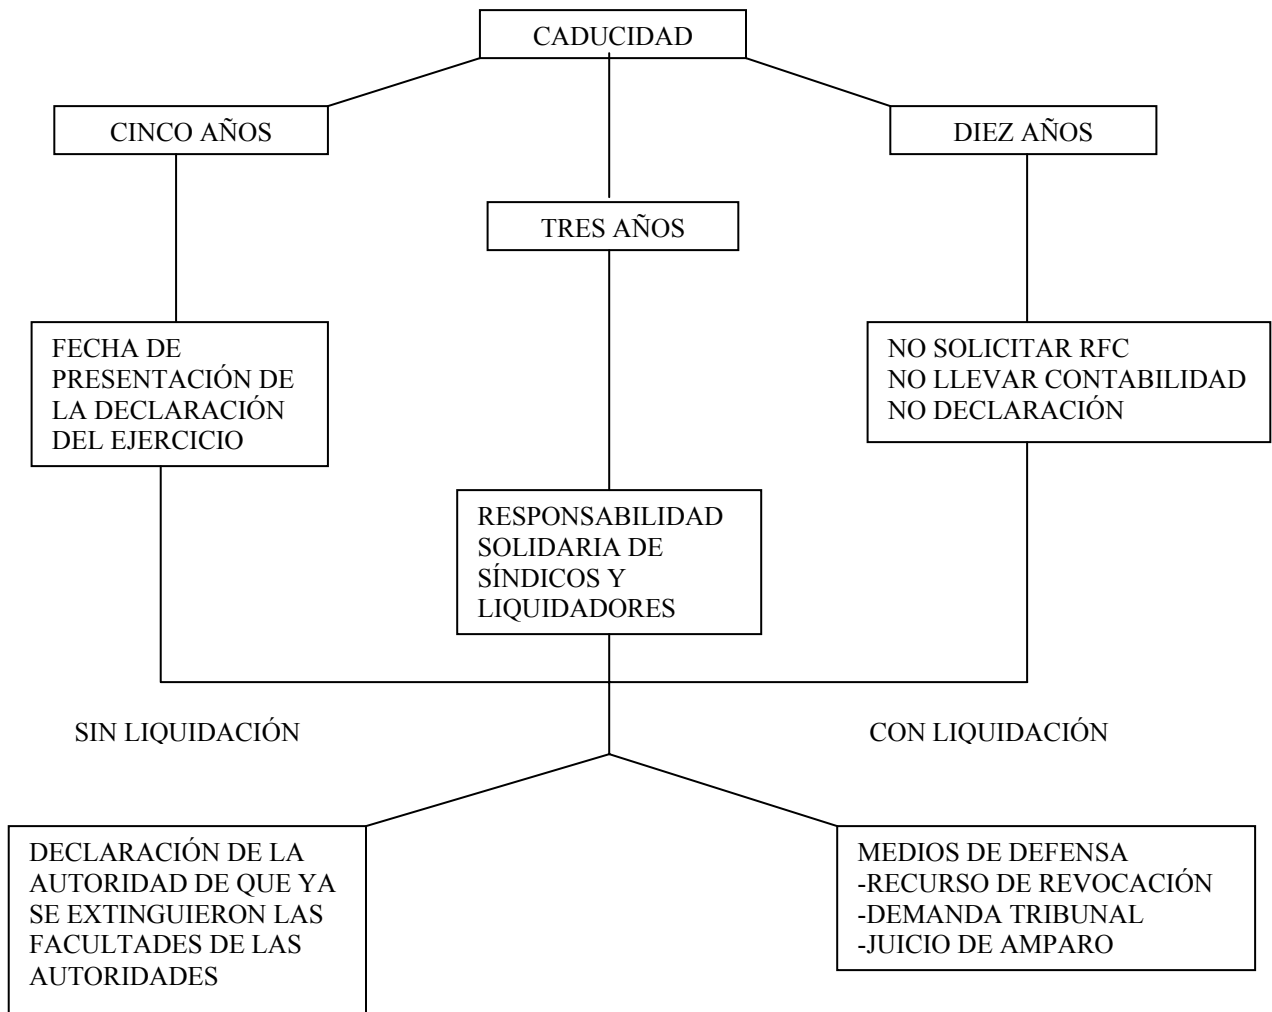 CADUCIDAD
CINCO AÑOS
DIEZ AÑOS
TRES AÑOS
FECHA DE
PRESENTACIÓN DE
LA DECLARACIÓN
DEL EJERCICIO
NO SOLICITAR RFC
NO LLEVAR CONTABILIDAD
NO DECLARACIÓN
RESPONSABILIDAD
SOLIDARIA DE
SÍNDICOS Y
LIQUIDADORES
SIN LIQUIDACIÓN
CON LIQUIDACIÓN
DECLARACIÓN DE LA
AUTORIDAD DE QUE YA
SE EXTINGUIERON LAS
FACULTADES DE LAS
AUTORIDADES
MEDIOS DE DEFENSA
-RECURSO DE REVOCACIÓN
-DEMANDA TRIBUNAL
-JUICIO DE AMPARO